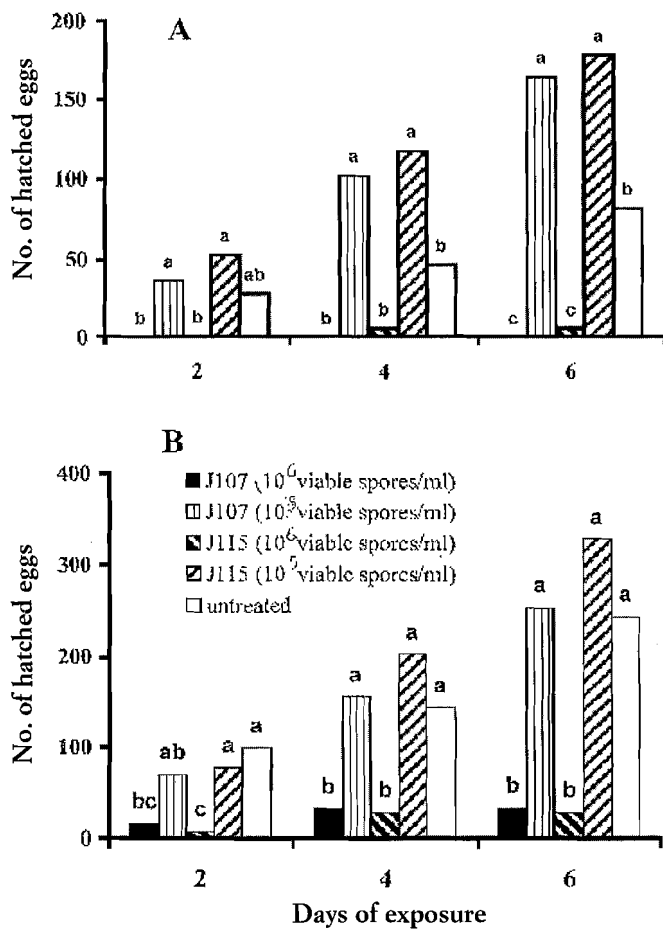 A
No. of hatched eggs
200
150
100
50
0
b a b a ab
b a b a b
c a c a b
2 4 6
B
No. of hatched eggs
400
300
200
100
0
J107 (10⁶ viable spores/ml)
J107 (10⁵ viable spores/ml)
J115 (10⁶ viable spores/ml)
J115 (10⁵ viable spores/ml)
untreated
bc ab c a a
b a b a a
b a b a a
2 4 6
Days of exposure